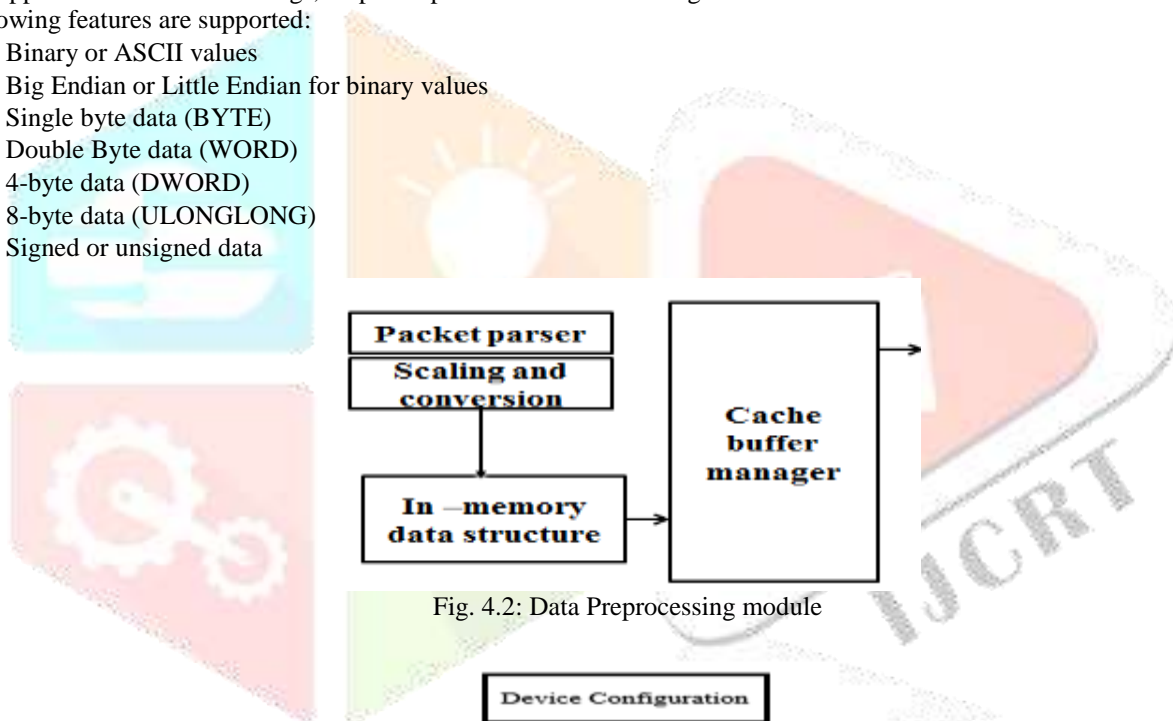 owing features are supported:
Binary or ASCII values
Big Endian or Little Endian for binary values
Single byte data (BYTE)
Double Byte data (WORD)
4-byte data (DWORD)
8-byte data (ULONGLONG)
Signed or unsigned data
Packet parser
Scaling and
conversion
In –memory
data structure
Cache
buffer
manager
Fig. 4.2: Data Preprocessing module
IJCRT
Device Configuration